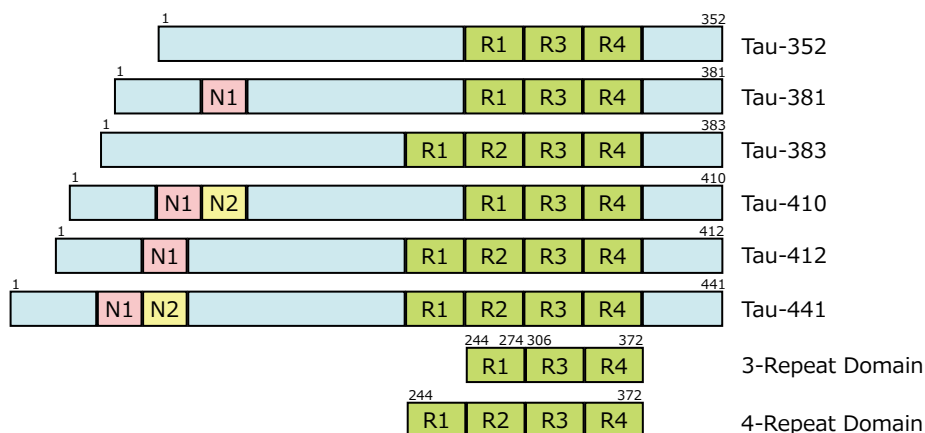 1 352
R1 R3 R4 Tau-352
1 381
N1 R1 R3 R4 Tau-381
1 383
R1 R2 R3 R4 Tau-383
1 410
N1 N2 R1 R3 R4 Tau-410
1 412
N1 R1 R2 R3 R4 Tau-412
1 441
N1 N2 R1 R2 R3 R4 Tau-441
244 274 306 372
R1 R3 R4 3-Repeat Domain
244 372
R1 R2 R3 R4 4-Repeat Domain